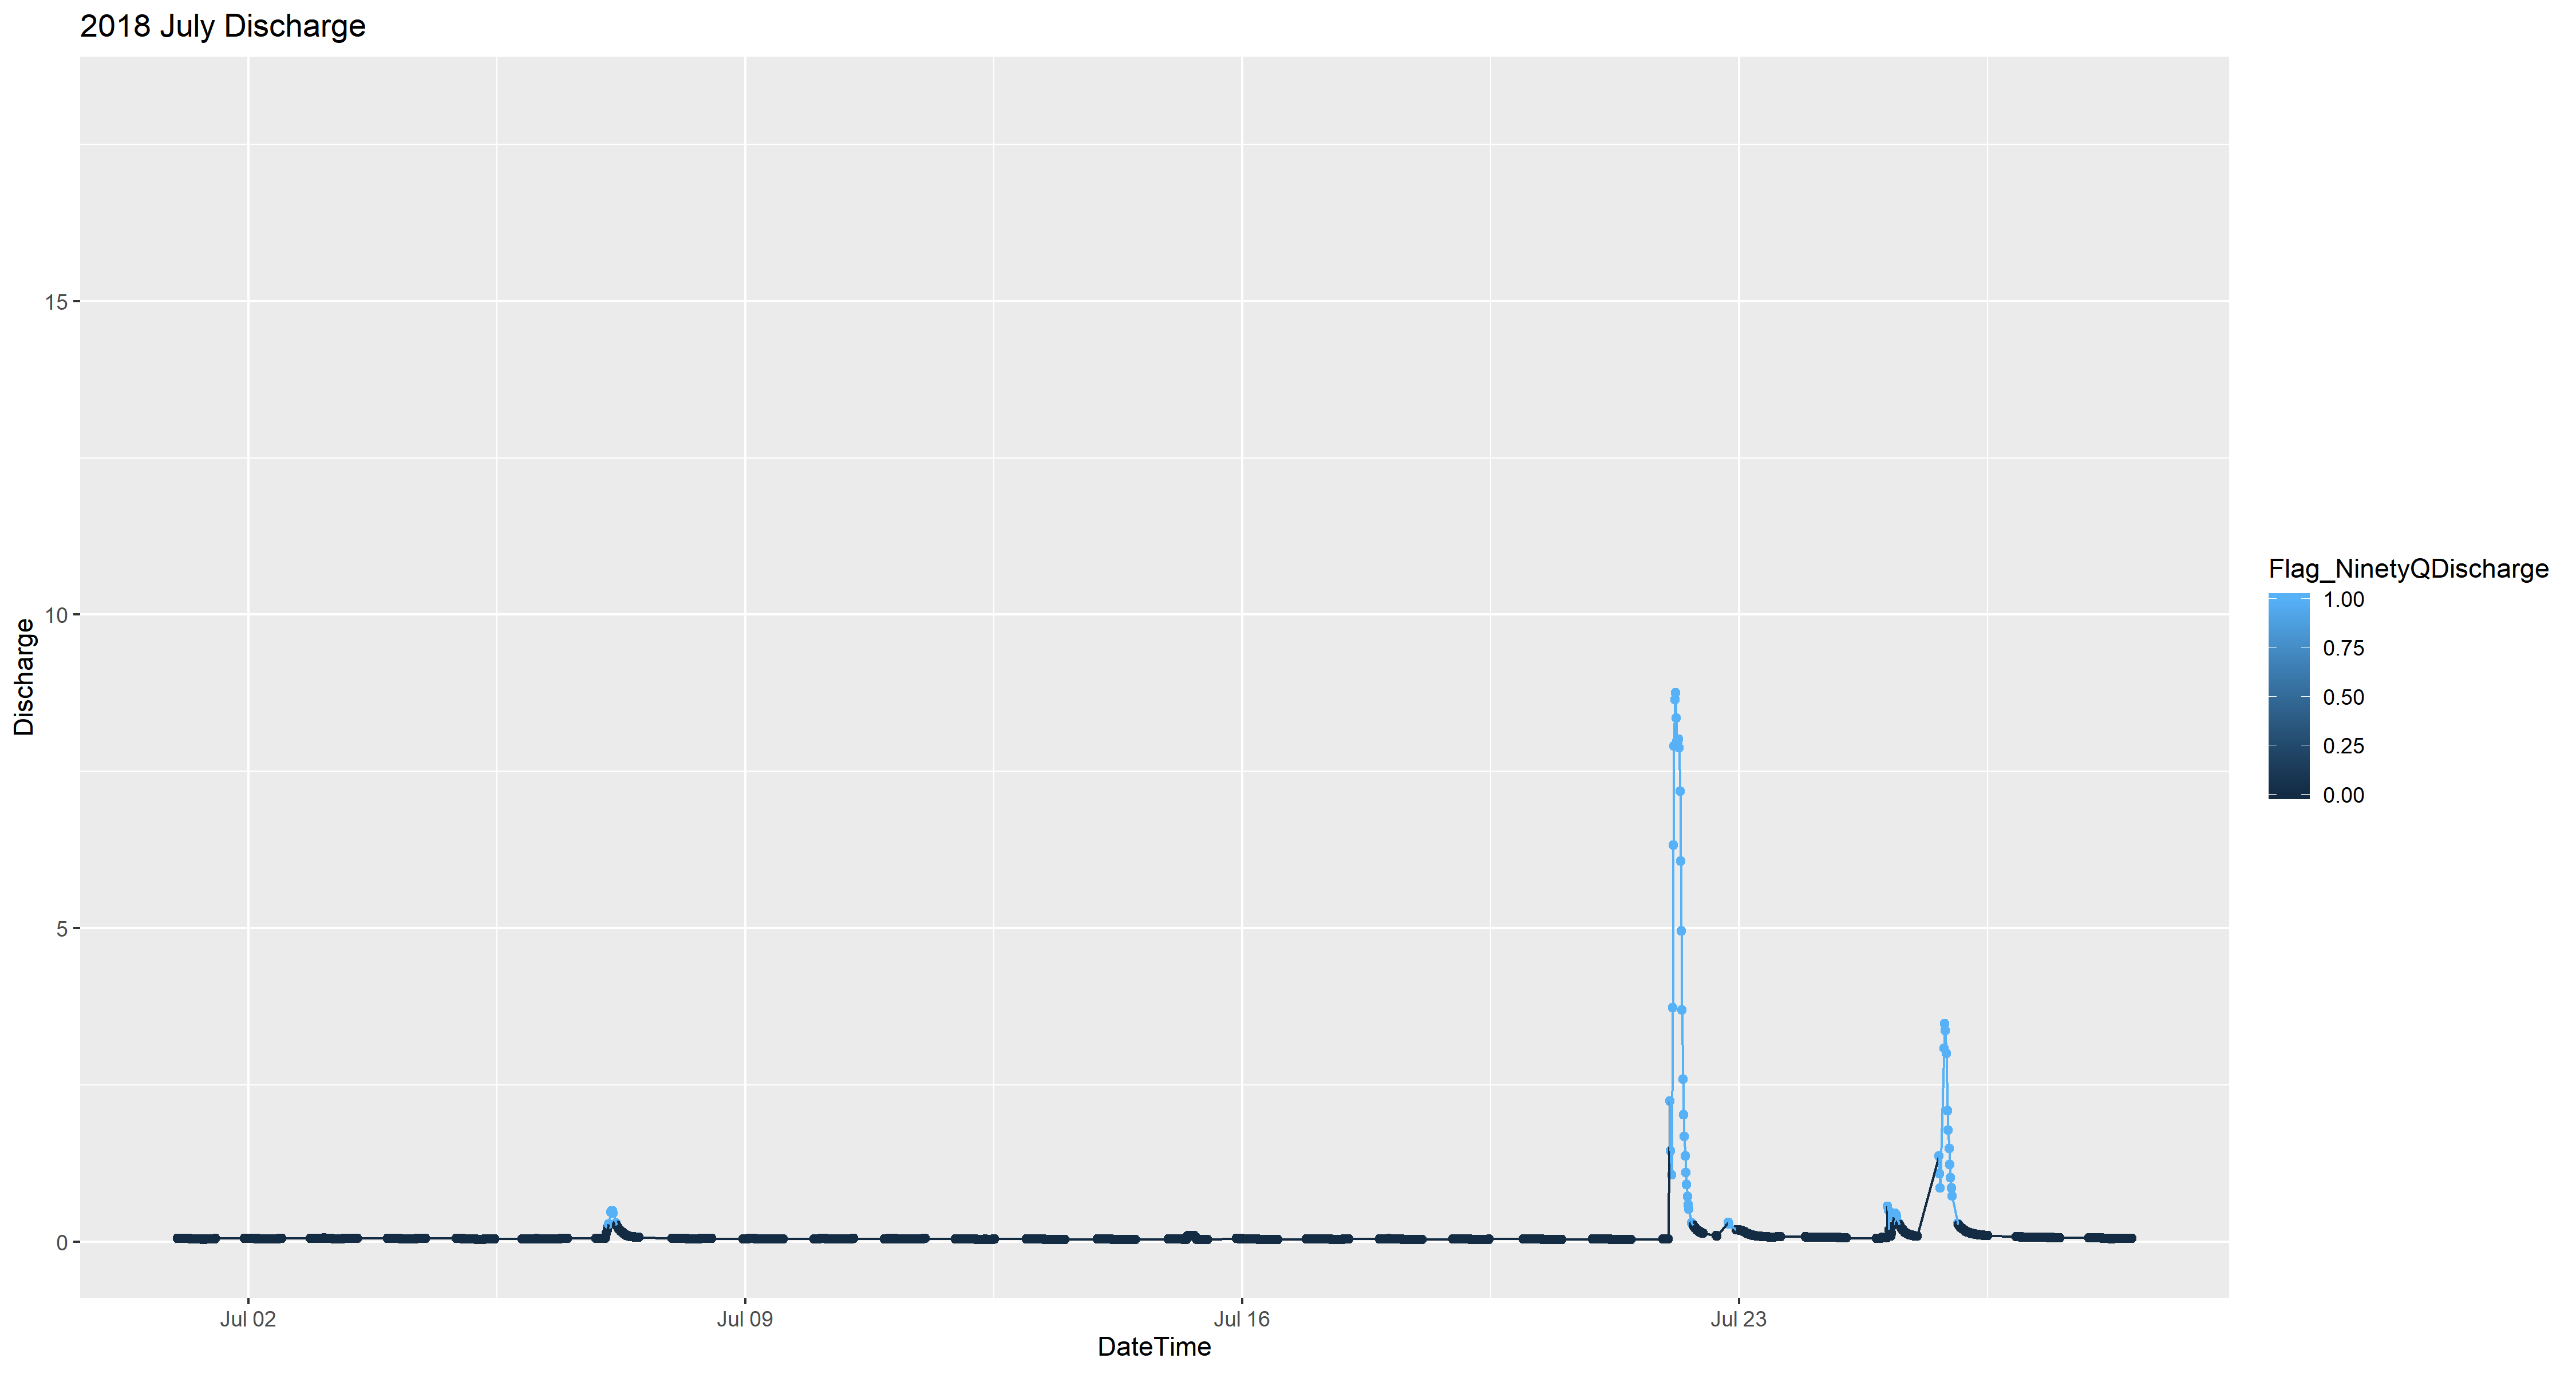 2018 July Discharge
15
10
5
0
Discharge
Jul 02
Jul 09
Jul 16
Jul 23
DateTime
Flag_NinetyQDischarge
1.00
0.75
0.50
0.25
0.00